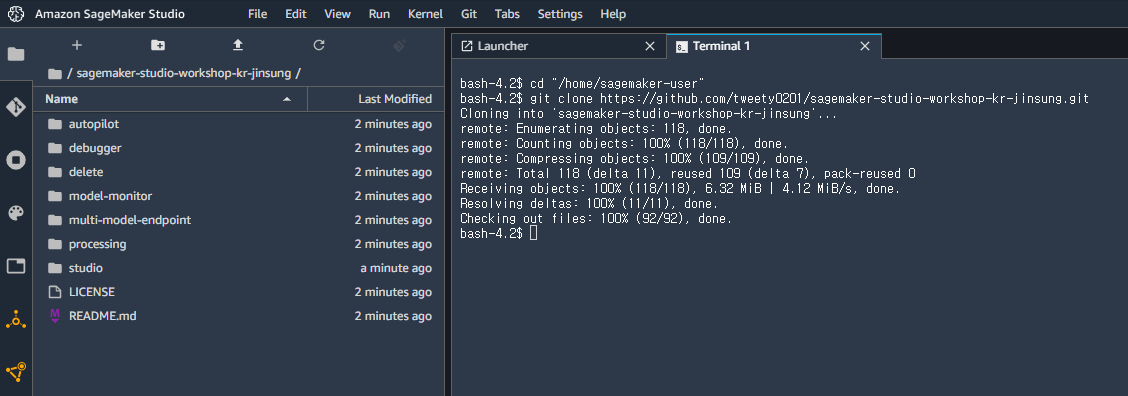 Amazon SageMaker Studio File Edit View Run Kernel Git Tabs Settings Help
Launcher
Terminal 1
/ sagemaker-studio-workshop-kr-jinsung /
Name Last Modified
autopilot 2 minutes ago
debugger 2 minutes ago
delete 2 minutes ago
model-monitor 2 minutes ago
multi-model-endpoint 2 minutes ago
processing 2 minutes ago
studio a minute ago
LICENSE 2 minutes ago
README.md 2 minutes ago
bash-4.2$ cd "/home/sagemaker-user"
bash-4.2$ git clone https://github.com/tweety0201/sagemaker-studio-workshop-kr-jinsung.git
Cloning into 'sagemaker-studio-workshop-kr-jinsung'...
remote: Enumerating objects: 118, done.
remote: Counting objects: 100% (118/118), done.
remote: Compressing objects: 100% (109/109), done.
remote: Total 118 (delta 11), reused 109 (delta 7), pack-reused 0
Receiving objects: 100% (118/118), 6.32 MiB | 4.12 MiB/s, done.
Resolving deltas: 100% (11/11), done.
Checking out files: 100% (92/92), done.
bash-4.2$